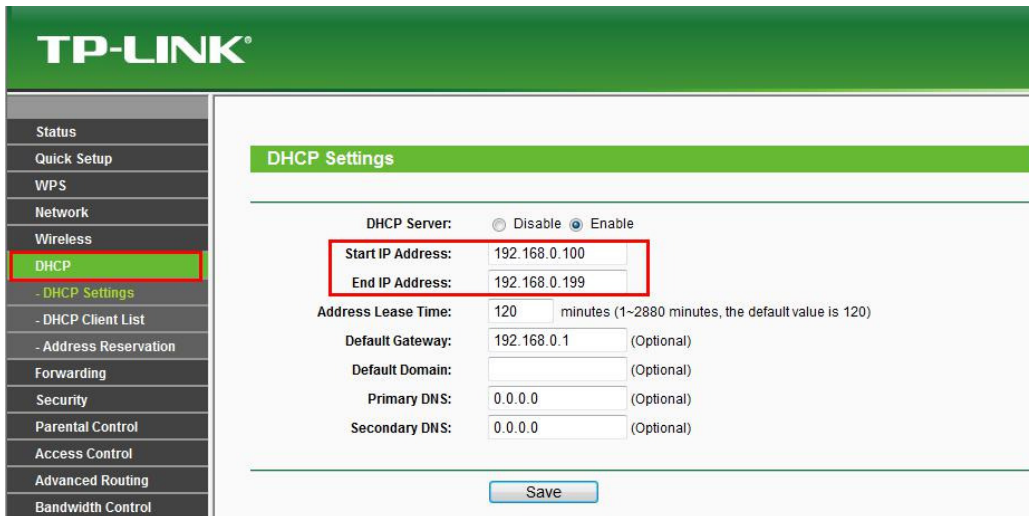 TP-LINK®
Status
Quick Setup
WPS
Network
Wireless
DHCP
- DHCP Settings
- DHCP Client List
- Address Reservation
Forwarding
Security
Parental Control
Access Control
Advanced Routing
Bandwidth Control
DHCP Settings
DHCP Server: Disable Enable
Start IP Address: 192.168.0.100
End IP Address: 192.168.0.199
Address Lease Time: 120 minutes (1~2880 minutes, the default value is 120)
Default Gateway: 192.168.0.1 (Optional)
Default Domain: (Optional)
Primary DNS: 0.0.0.0 (Optional)
Secondary DNS: 0.0.0.0 (Optional)
Save